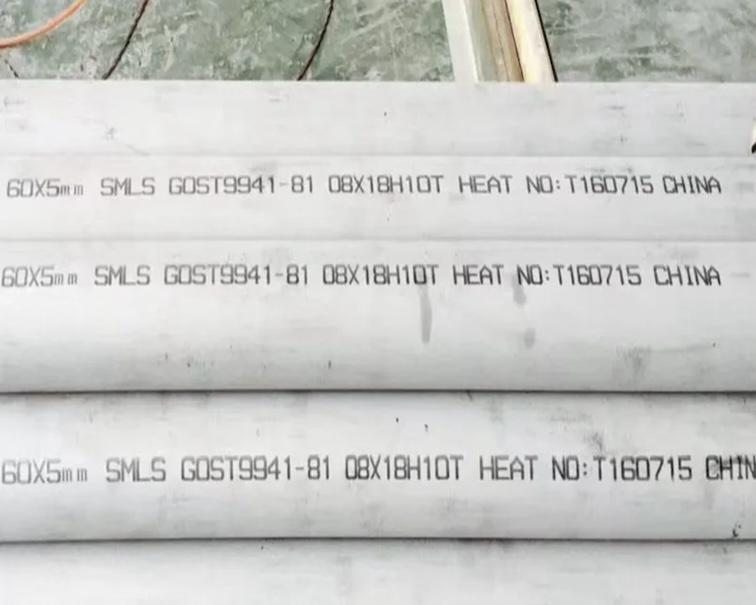 60X5mm SMLS GOST9941-81 08X18H10T HEAT NO:T160715 CHINA
60X5mm SMLS GOST9941-81 08X18H10T HEAT NO:T160715 CHINA
60X5mm SMLS GOST9941-81 08X18H10T HEAT NO:T160715 CHIN